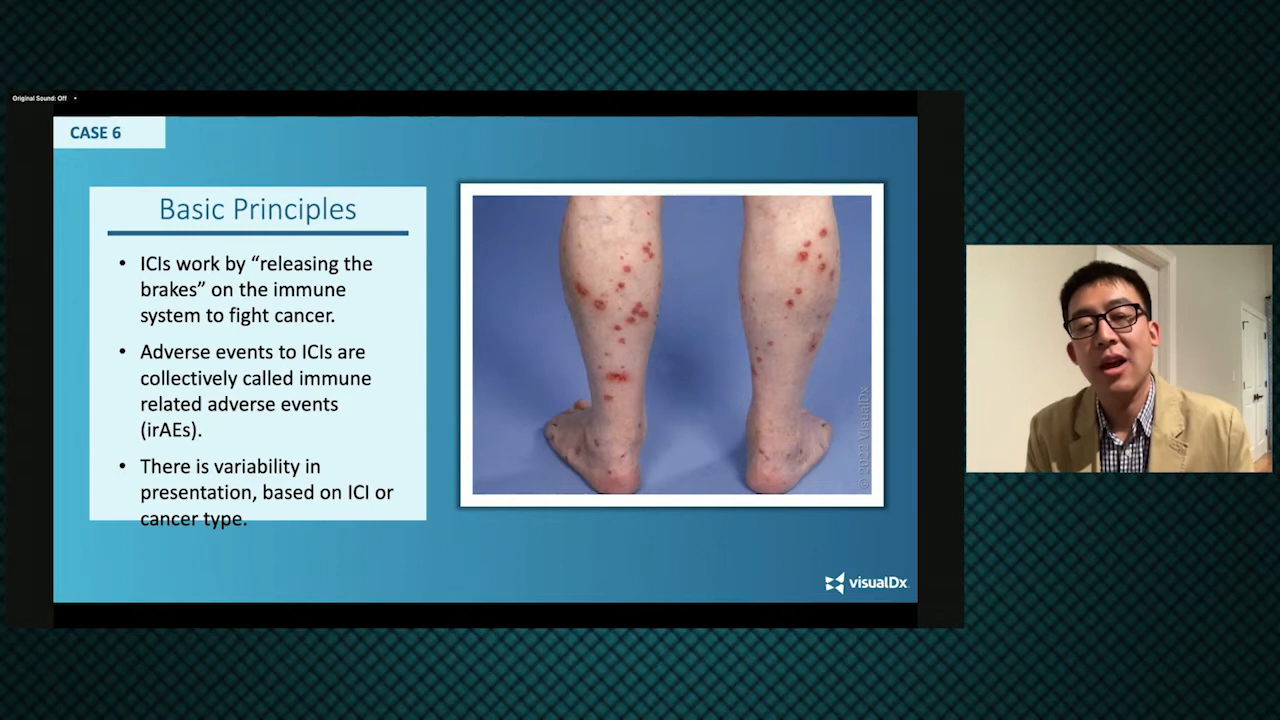 Original Sound: Off
CASE 6
Basic Principles
• ICIs work by “releasing the
brakes” on the immune
system to fight cancer.
• Adverse events to ICIs are
collectively called immune
related adverse events
(irAEs).
• There is variability in
presentation, based on ICI or
cancer type.
© 2022 VisualDx
visualDx